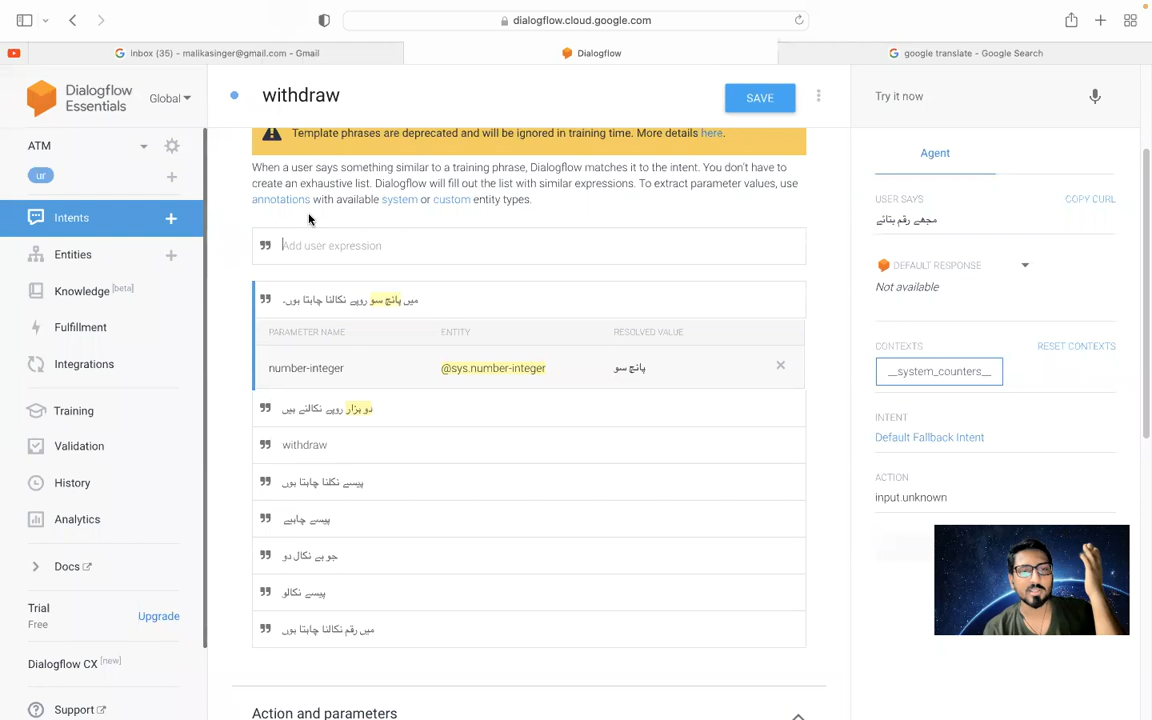 dialogflow.cloud.google.com
Inbox (35) - malikasinger@gmail.com - Gmail
Dialogflow
google translate - Google Search
Dialogflow
Essentials
Global
withdraw
SAVE
Try it now
Template phrases are deprecated and will be ignored in training time. More details here.
ATM
ur
When a user says something similar to a training phrase, Dialogflow matches it to the intent. You don't have to
create an exhaustive list. Dialogflow will fill out the list with similar expressions. To extract parameter values, use
annotations with available system or custom entity types.
Agent
USER SAYS
COPY CURL
مجھے رقم بتائے
Intents
Entities
Knowledge [beta]
Fulfillment
Integrations
Training
Validation
History
Analytics
Docs
Trial
Free
Upgrade
Dialogflow CX [new]
Support
Add user expression
میں پانچ سو روپے نکالنا چاہتا ہوں۔
PARAMETER NAME
ENTITY
RESOLVED VALUE
number-integer
@sys.number-integer
پانچ سو
دو ہزار روپے نکالنے ہیں
withdraw
پیسے نکلنا چاہتا ہوں
پیسے چاہیے
جو ہے نکال دو
پیسے نکالو
میں رقم نکالنا چاہتا ہوں
Action and parameters
DEFAULT RESPONSE
Not available
CONTEXTS
RESET CONTEXTS
__system_counters__
INTENT
Default Fallback Intent
ACTION
input.unknown